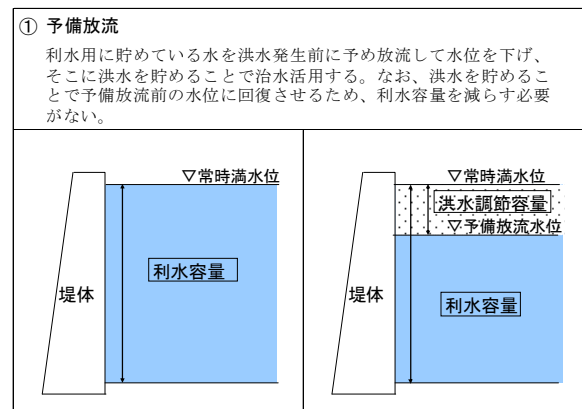 ① 予備放流
利水用に貯めている水を洪水発生前に予め放流して水位を下げ、
そこに洪水を貯めることで治水活用する。なお、洪水を貯めるこ
とで予備放流前の水位に回復させるため、利水容量を減らす必要
がない。
▽常時満水位
利水容量
堤体
▽常時満水位
洪水調節容量
▽予備放流水位
利水容量
堤体